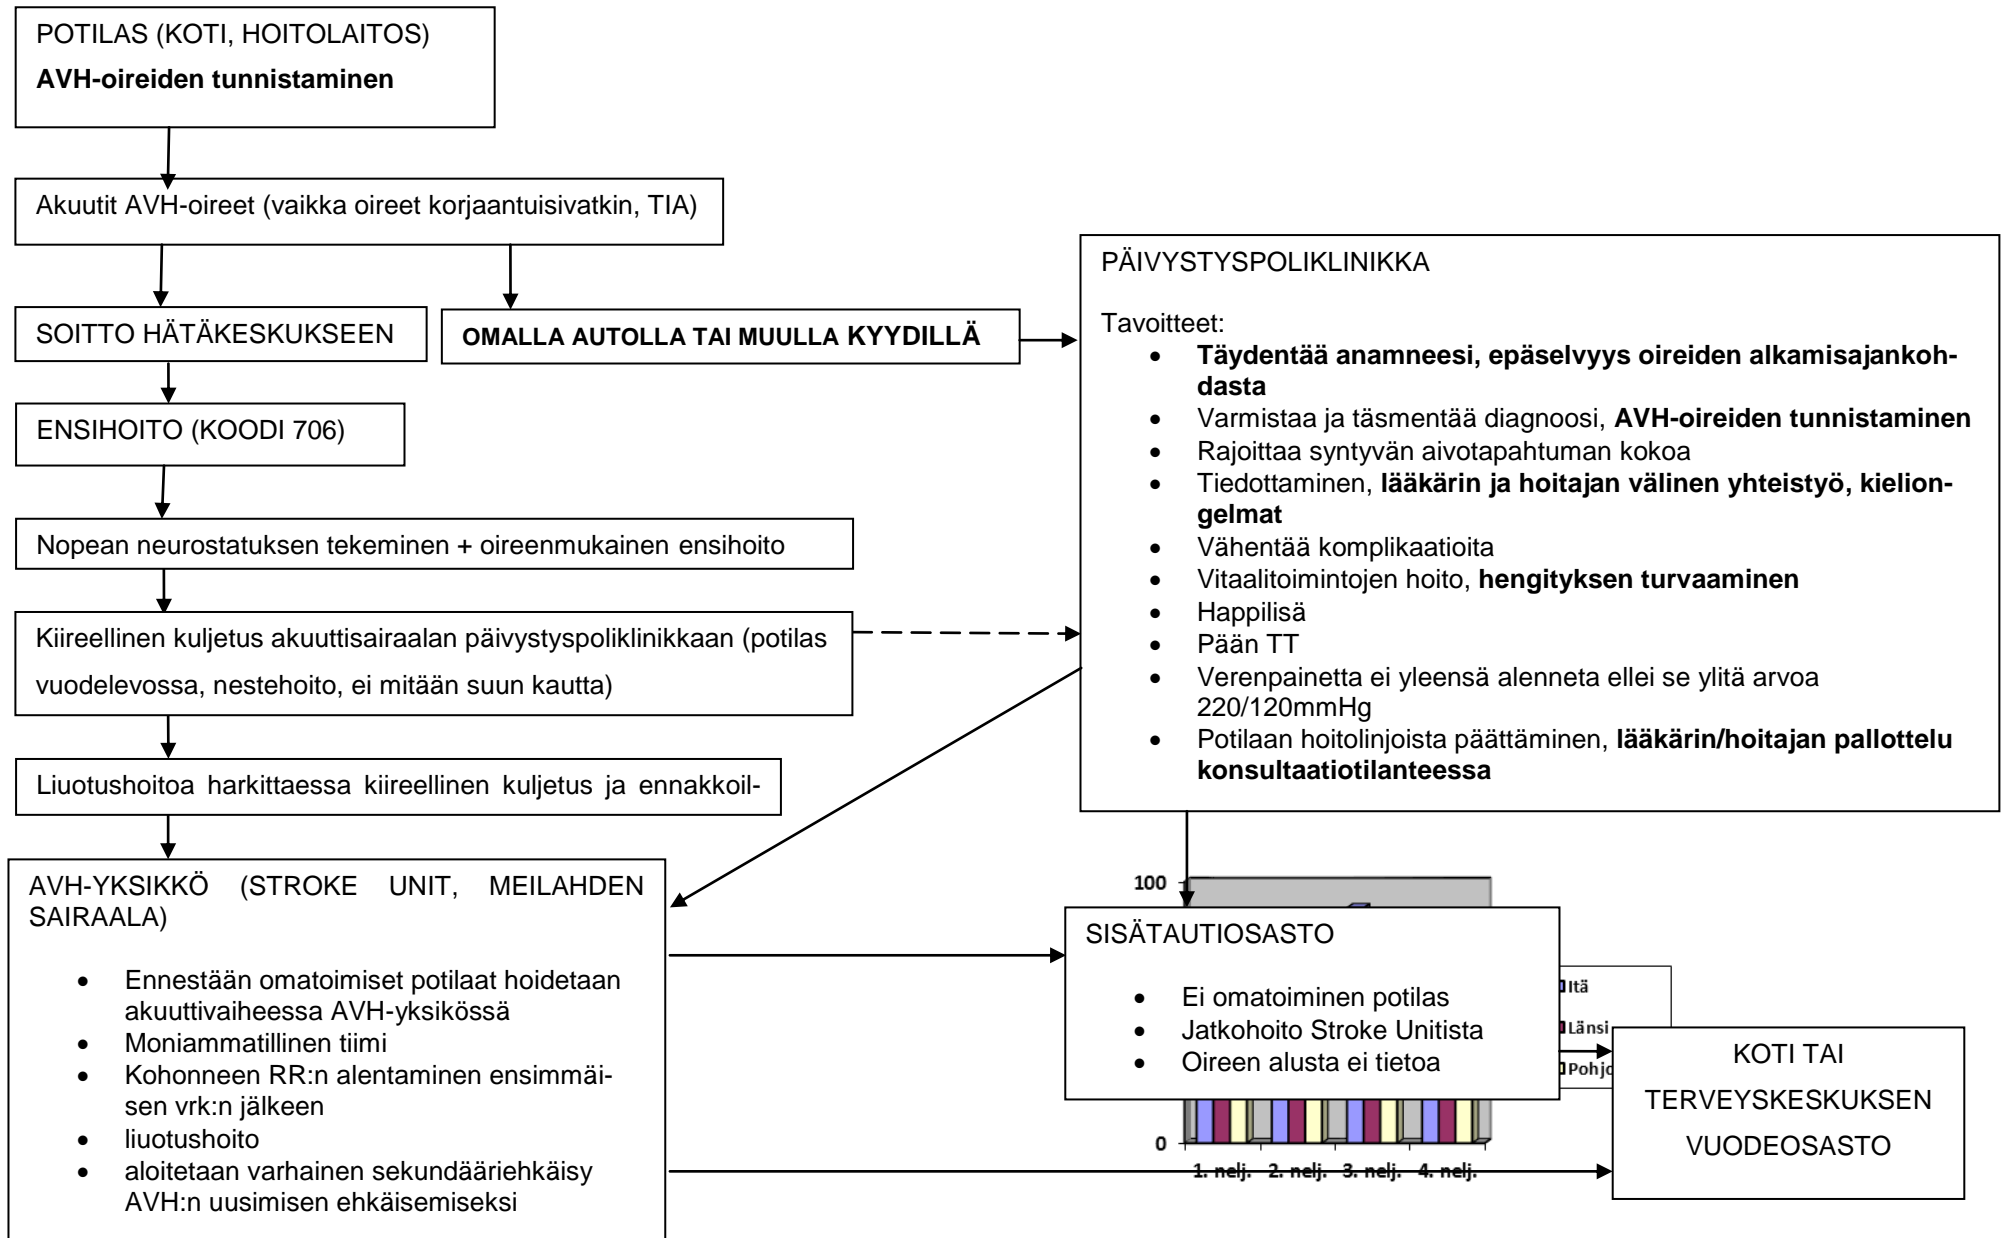 POTILAS (KOTI, HOITOLAITOS)
AVH-oireiden tunnistaminen
Akuutit AVH-oireet (vaikka oireet korjaantuisivatkin, TIA)
SOITTO HÄTÄKESKUKSEEN
OMALLA AUTOLLA TAI MUULLA KYYDILLÄ
ENSIHOITO (KOODI 706)
Nopean neurostatuksen tekeminen + oireenmukainen ensihoito
Kiireellinen kuljetus akuuttisairaalan päivystyspoliklinikkaan (potilas
vuodelevossa, nestehoito, ei mitään suun kautta)
Liuotushoitoa harkittaessa kiireellinen kuljetus ja ennakkoil-
PÄIVYSTYSPOLIKLINIKKA
Tavoitteet:
• Täydentää anamneesi, epäselvyys oireiden alkamisajankoh-
dasta
• Varmistaa ja täsmentää diagnoosi, AVH-oireiden tunnistaminen
• Rajoittaa syntyvän aivotapahtuman kokoa
• Tiedottaminen, lääkärin ja hoitajan välinen yhteistyö, kielion-
gelmat
• Vähentää komplikaatioita
• Vitaalitoimintojen hoito, hengityksen turvaaminen
• Happilisä
• Pään TT
• Verenpainetta ei yleensä alenneta ellei se ylitä arvoa
220/120mmHg
• Potilaan hoitolinjoista päättäminen, lääkärin/hoitajan pallottelu
konsultaatiotilanteessa
AVH-YKSIKKÖ (STROKE UNIT, MEILAHDEN
SAIRAALA)
• Ennestään omatoimiset potilaat hoidetaan
akuuttivaiheessa AVH-yksikössä
• Moniammatillinen tiimi
• Kohonneen RR:n alentaminen ensimmäi-
sen vrk:n jälkeen
• liuotushoito
• aloitetaan varhainen sekundääriehkäisy
AVH:n uusimisen ehkäisemiseksi
100
SISÄTAUTIOSASTO
• Ei omatoiminen potilas
• Jatkohoito Stroke Unitista
• Oireen alusta ei tietoa
Itä
Länsi
Pohjo
0
1. nelj. 2. nelj. 3. nelj. 4. nelj.
KOTI TAI
TERVEYSKESKUKSEN
VUODEOSASTO